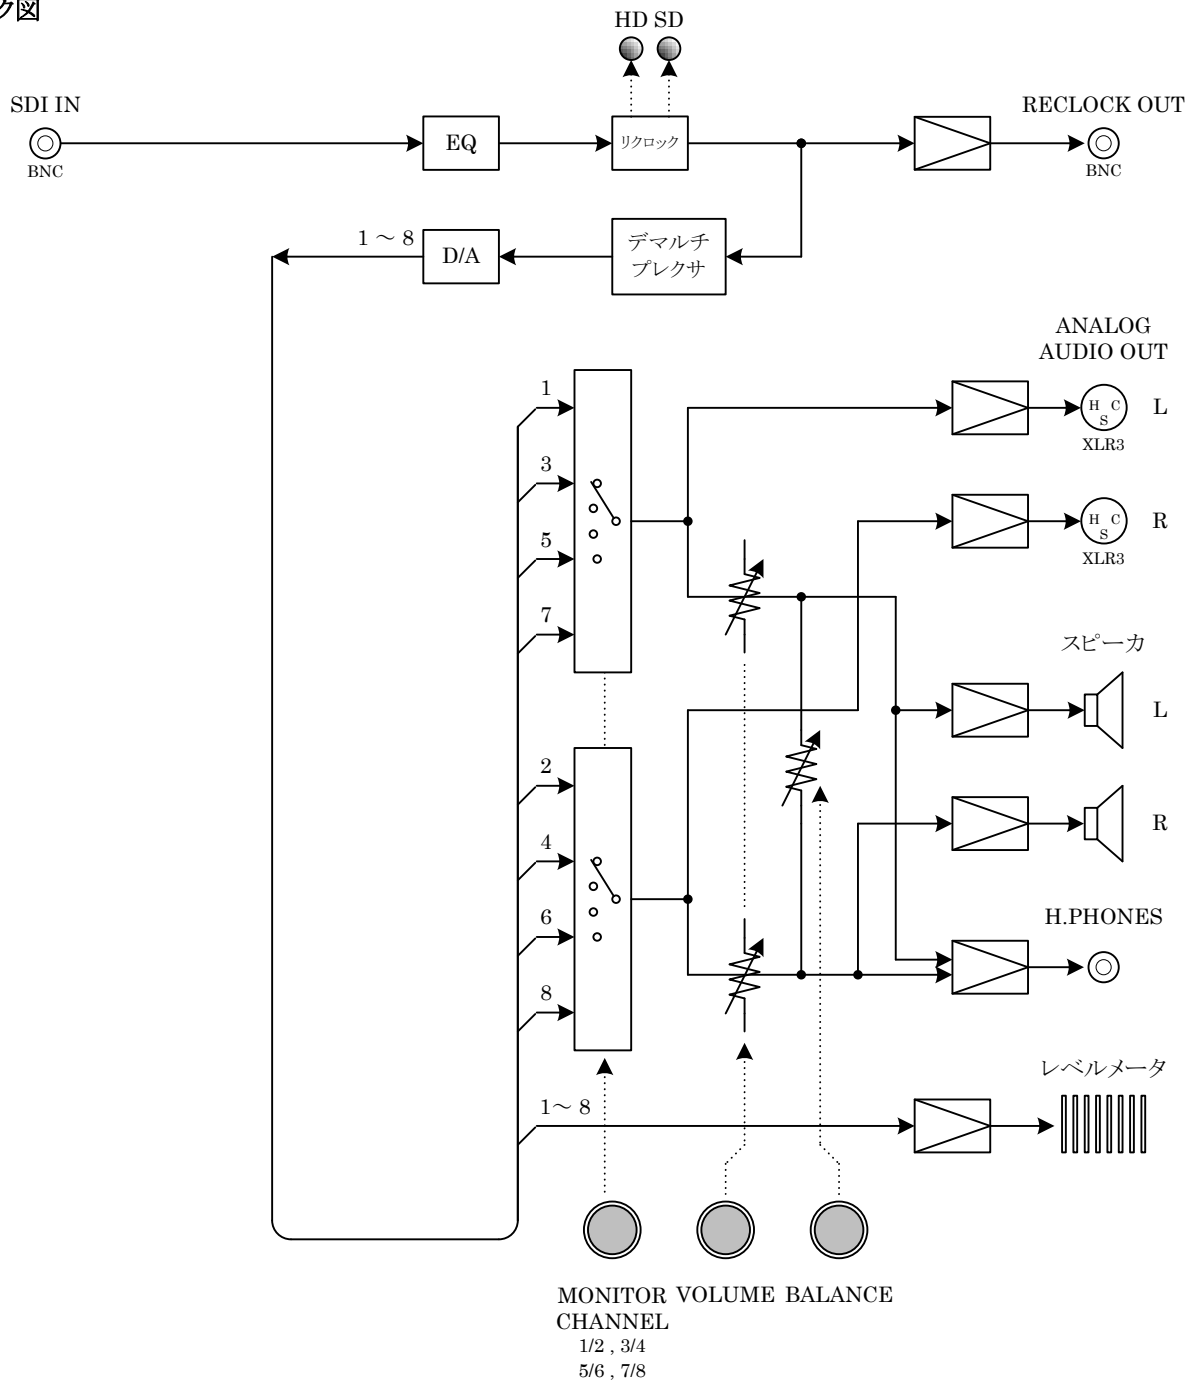 ク図
HD SD
SDI IN
BNC
EQ
リクロック
RECLOCK OUT
BNC
1 ～ 8
D/A
デマルチ
プレクサ
ANALOG
AUDIO OUT
1
H C
S
L
XLR3
3
H C
S
R
XLR3
5
7
スピーカ
L
2
R
4
6
H.PHONES
8
レベルメータ
1～ 8
MONITOR
CHANNEL
1/2 , 3/4
5/6 , 7/8
VOLUME
BALANCE